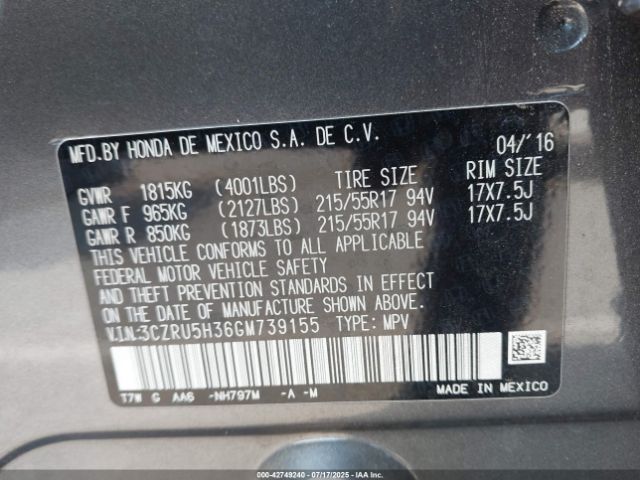 MFD.BY HONDA DE MEXICO S.A. DE C.V.
04/'16
GVWR 1815KG (4001LBS) TIRE SIZE RIM SIZE
GAWR F 965KG (2127LBS) 215/55R17 94V 17X7.5J
GAWR R 850KG (1873LBS) 215/55R17 94V 17X7.5J
THIS VEHICLE CONFORMS TO ALL APPLICABLE
FEDERAL MOTOR VEHICLE SAFETY
AND THEFT PREVENTION STANDARDS IN EFFECT
ON THE DATE OF MANUFACTURE SHOWN ABOVE.
V.I.N:3CZRU5H36GM739155 TYPE: MPV
T7W G AA6 -NH797M -A -M
MADE IN MEXICO
000-42749240 - 07/17/2025 - IAA Inc.